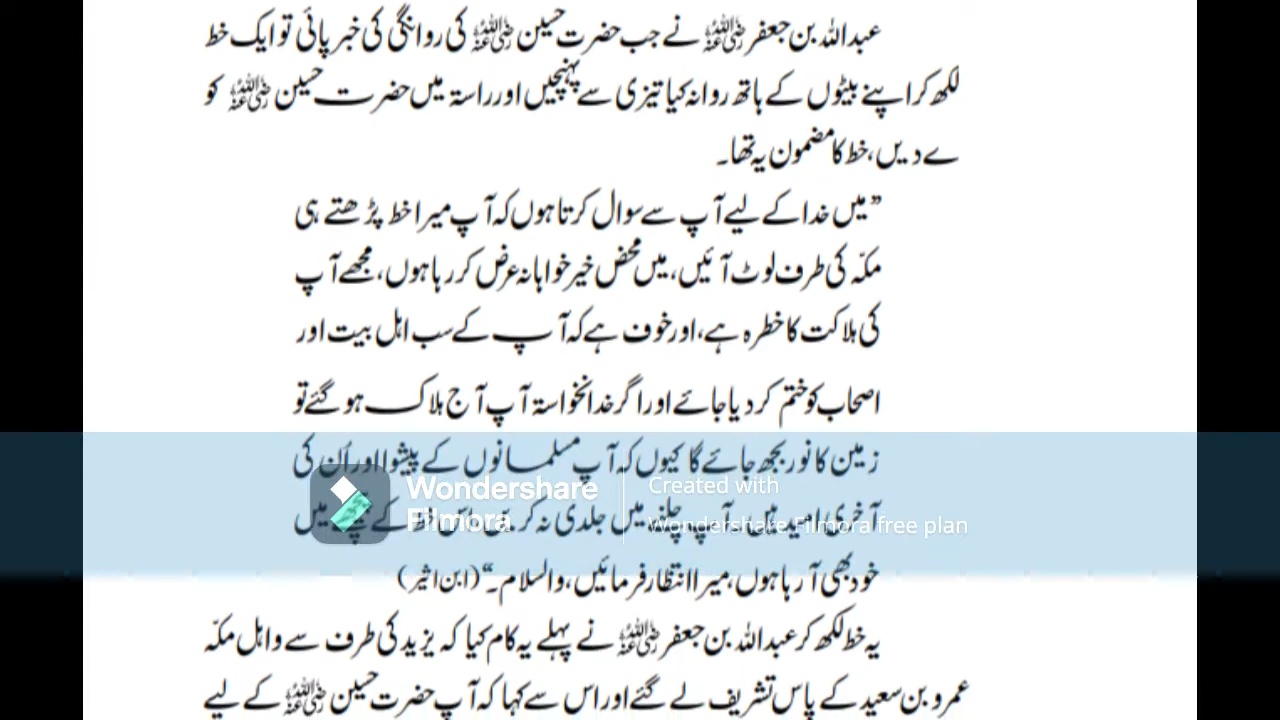 عبداللہ بن جعفر رضی اللہ عنہ نے جب حضرت حسین رضی اللہ عنہ کی روانگی کی خبر پائی تو ایک خط
لکھ کر اپنے بیٹوں کے ہاتھ روانہ کیا تیزی سے پہنچیں اور راستہ میں حضرت حسین رضی اللہ عنہ کو
ے دیں، خط کا مضمون یہ تھا۔
”میں خدا کے لیے آپ سے سوال کرتا ہوں کہ آپ میرا خط پڑھتے ہی
مکّہ کی طرف لوٹ آئیں، میں محض خیر خواہانہ عرض کر رہا ہوں، مجھے آپ
کی ہلاکت کا خطرہ ہے، اور خوف ہے کہ آپ کے سب اہل بیت اور
اصحاب کو ختم کر دیا جائے اور اگر خدانخواستہ آپ آج ہلاک ہو گئے تو
زمین کا نور بجھ جائے گا کیوں کہ آپ مسلمانوں کے پیشوا اور اُن کی
آخری امید ہیں۔ آپ چلنے میں جلدی نہ کریں اس خط کے پیچھے میں
Wondershare
Filmora
Created with
Wondershare Filmora free plan
خود بھی آ رہا ہوں، میرا انتظار فرمائیں، والسلام۔“ (ابن اثیر)
یہ خط لکھ کر عبداللہ بن جعفر رضی اللہ عنہ نے پہلے یہ کام کیا کہ یزید کی طرف سے واہل مکّہ
عمرو بن سعید کے پاس تشریف لے گئے اور اس سے کہا کہ آپ حضرت حسین رضی اللہ عنہ کے لیے